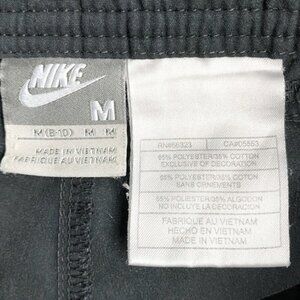 NIKE
M
M(8-10) M M
MADE IN VIETNAM
FABRIQUE AU VIETNAM
RN#56323 CA#05553
65% POLYESTER/35% COTTON
EXCLUSIVE OF DECORATION
65% POLYESTER/35% COTON
SANS ORNEMENTS
65% POLIESTER/35% ALGODON
NO INCLUYE LA DECORACION
FABRIQUE AU VIETNAM
HECHO EN VIETNAM
MADE IN VIETNAM